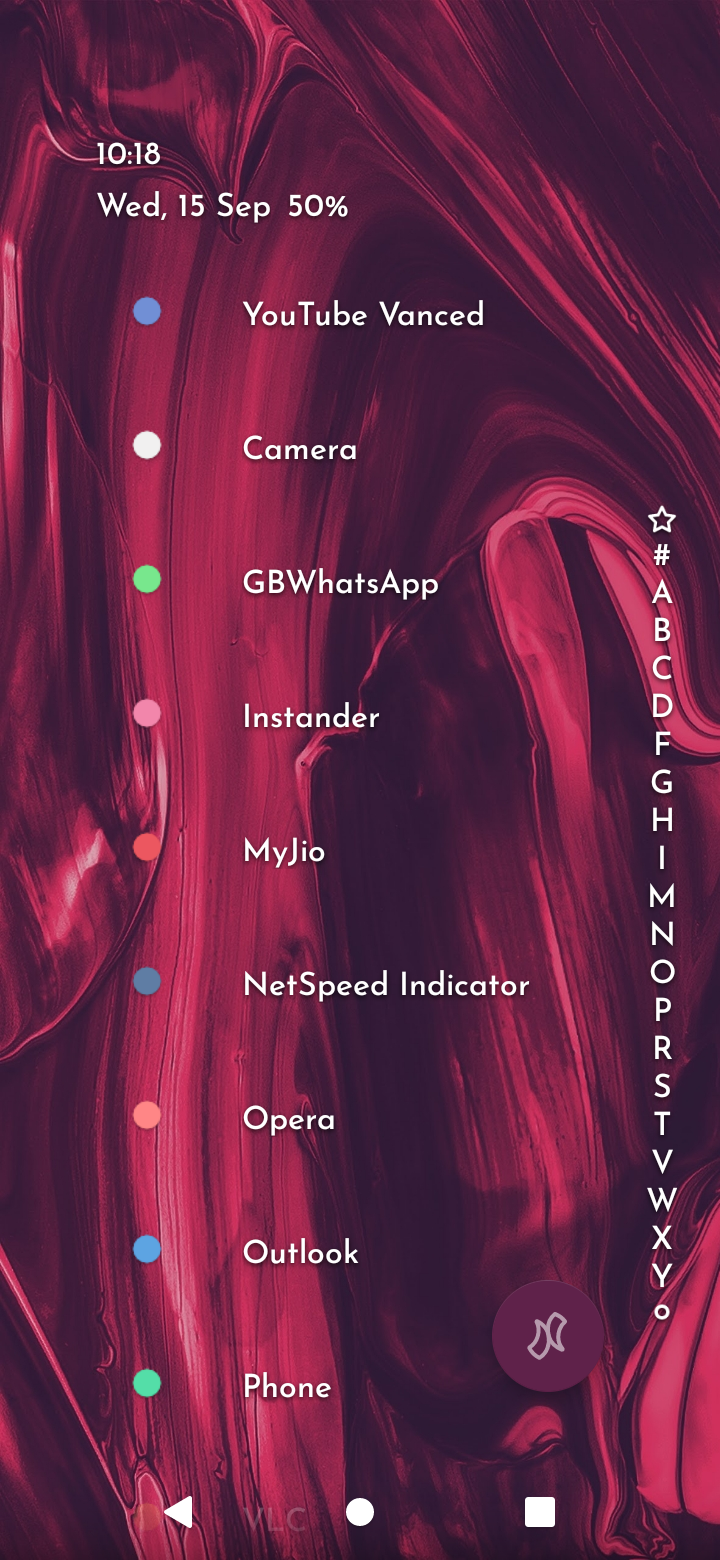 10:18
Wed, 15 Sep 50%
YouTube Vanced
Camera
GBWhatsApp
Instander
MyJio
NetSpeed Indicator
Opera
Outlook
Phone
VLC
#
A
B
C
D
F
G
H
I
M
N
O
P
R
S
T
V
W
X
Y